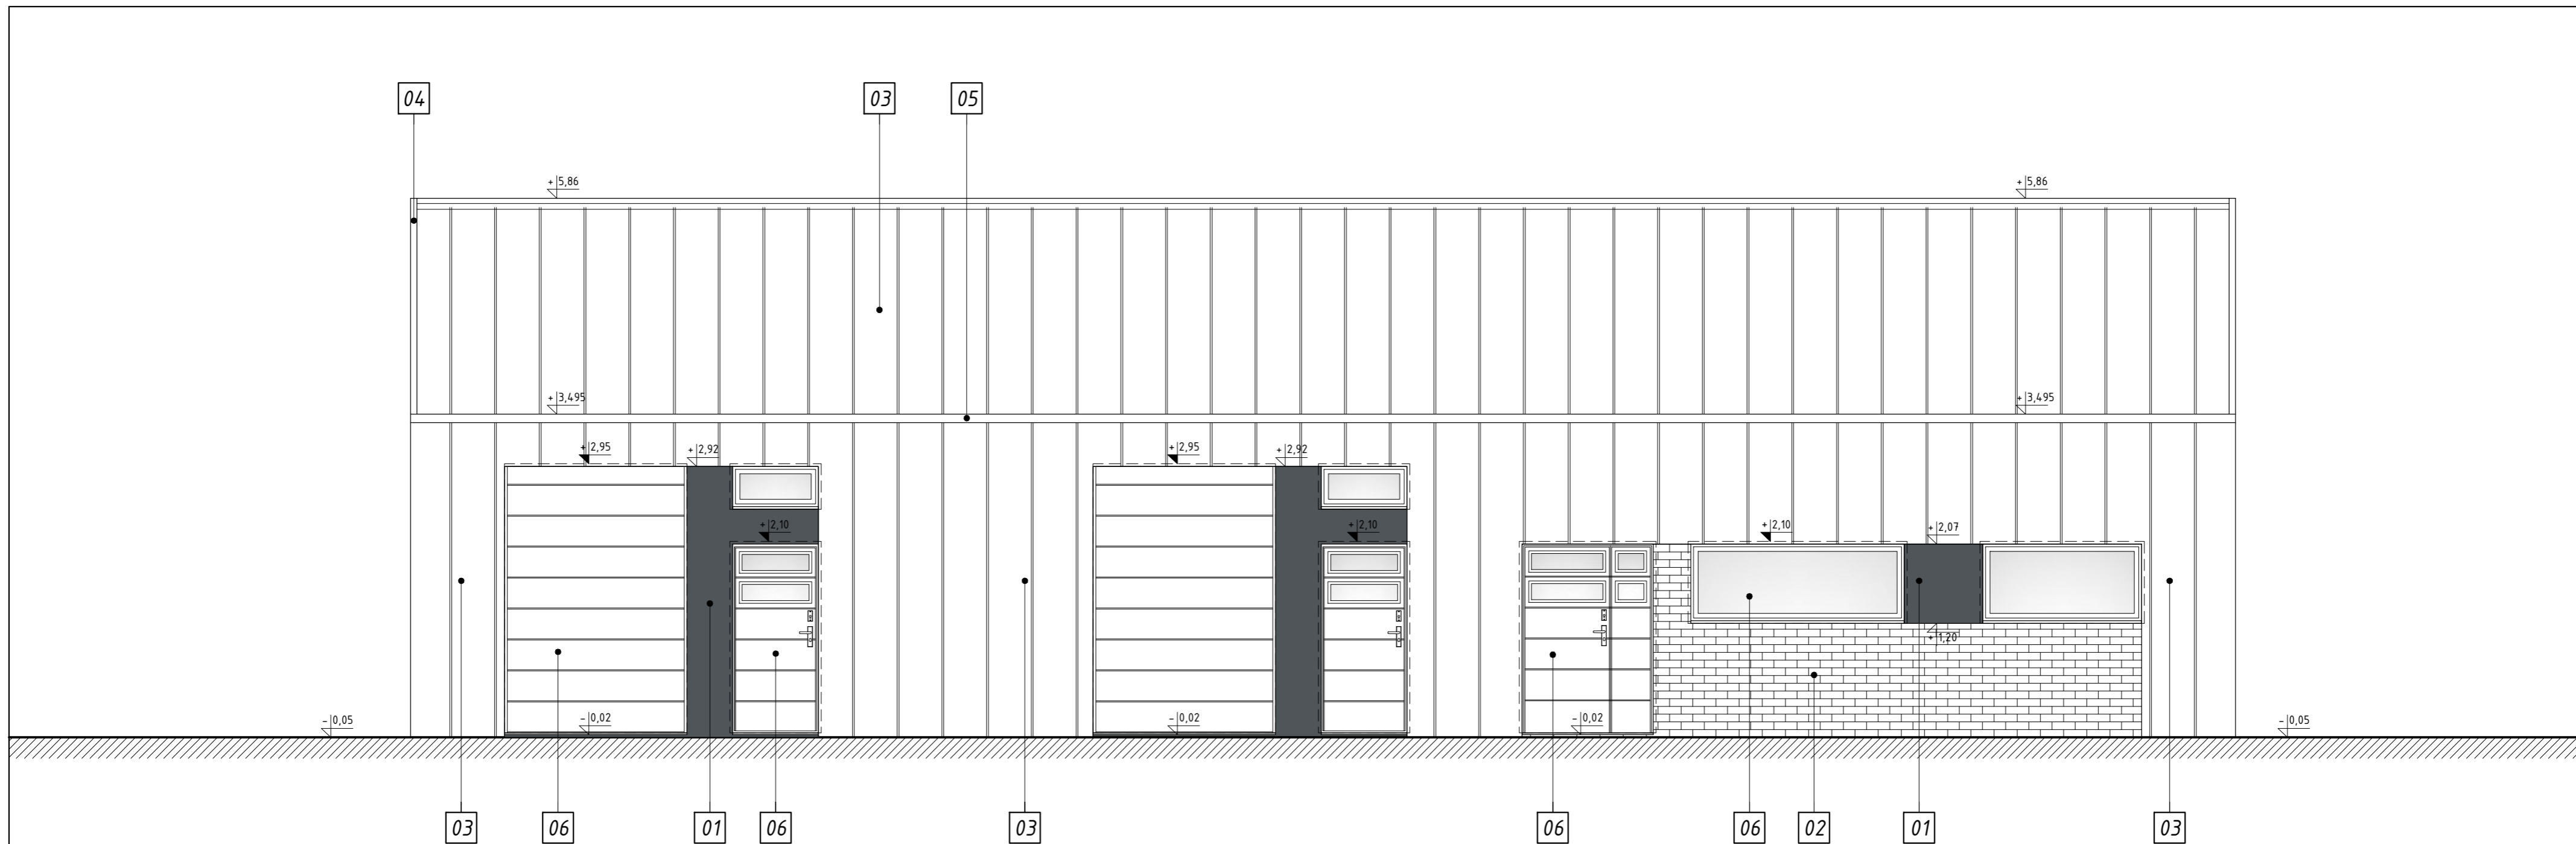 04 03 05
+5,86 +5,86
+3,495 +3,495
+2,95 +2,92 +2,95 +2,92
+2,10 +2,10 +2,10 +2,07
+1,20
-0,05 -0,02 -0,02 -0,02 -0,05
03 06 01 06 03 06 06 02 01 03